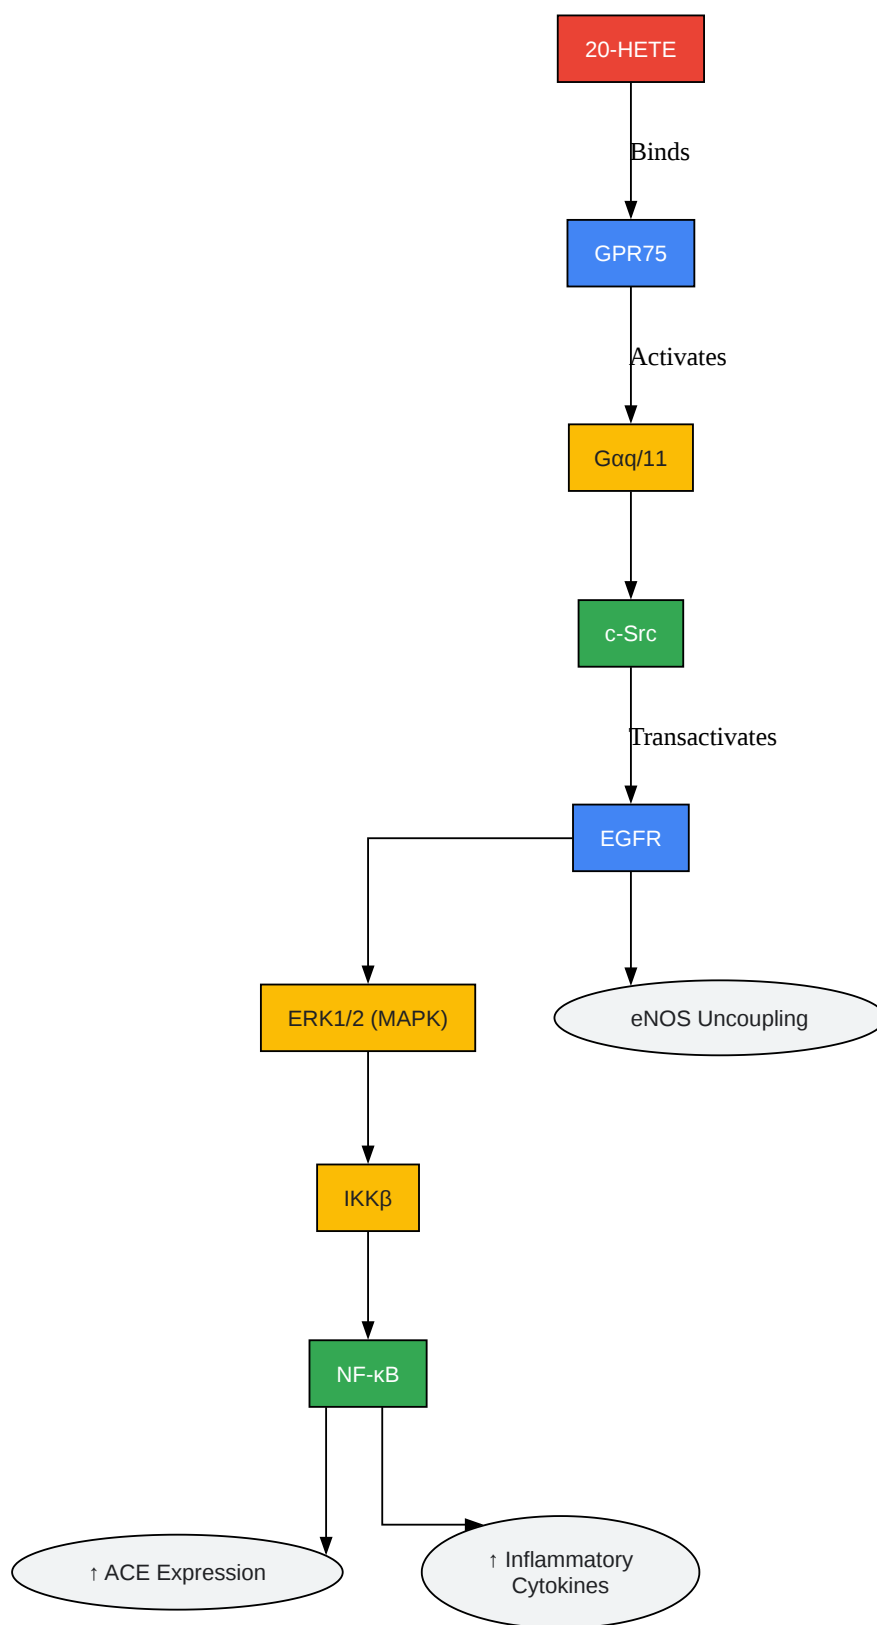 20-HETE
Binds
GPR75
Activates
Gαq/11
c-Src
Transactivates
EGFR
ERK1/2 (MAPK)
eNOS Uncoupling
IKKβ
NF-κB
↑ ACE Expression
↑ Inflammatory
Cytokines